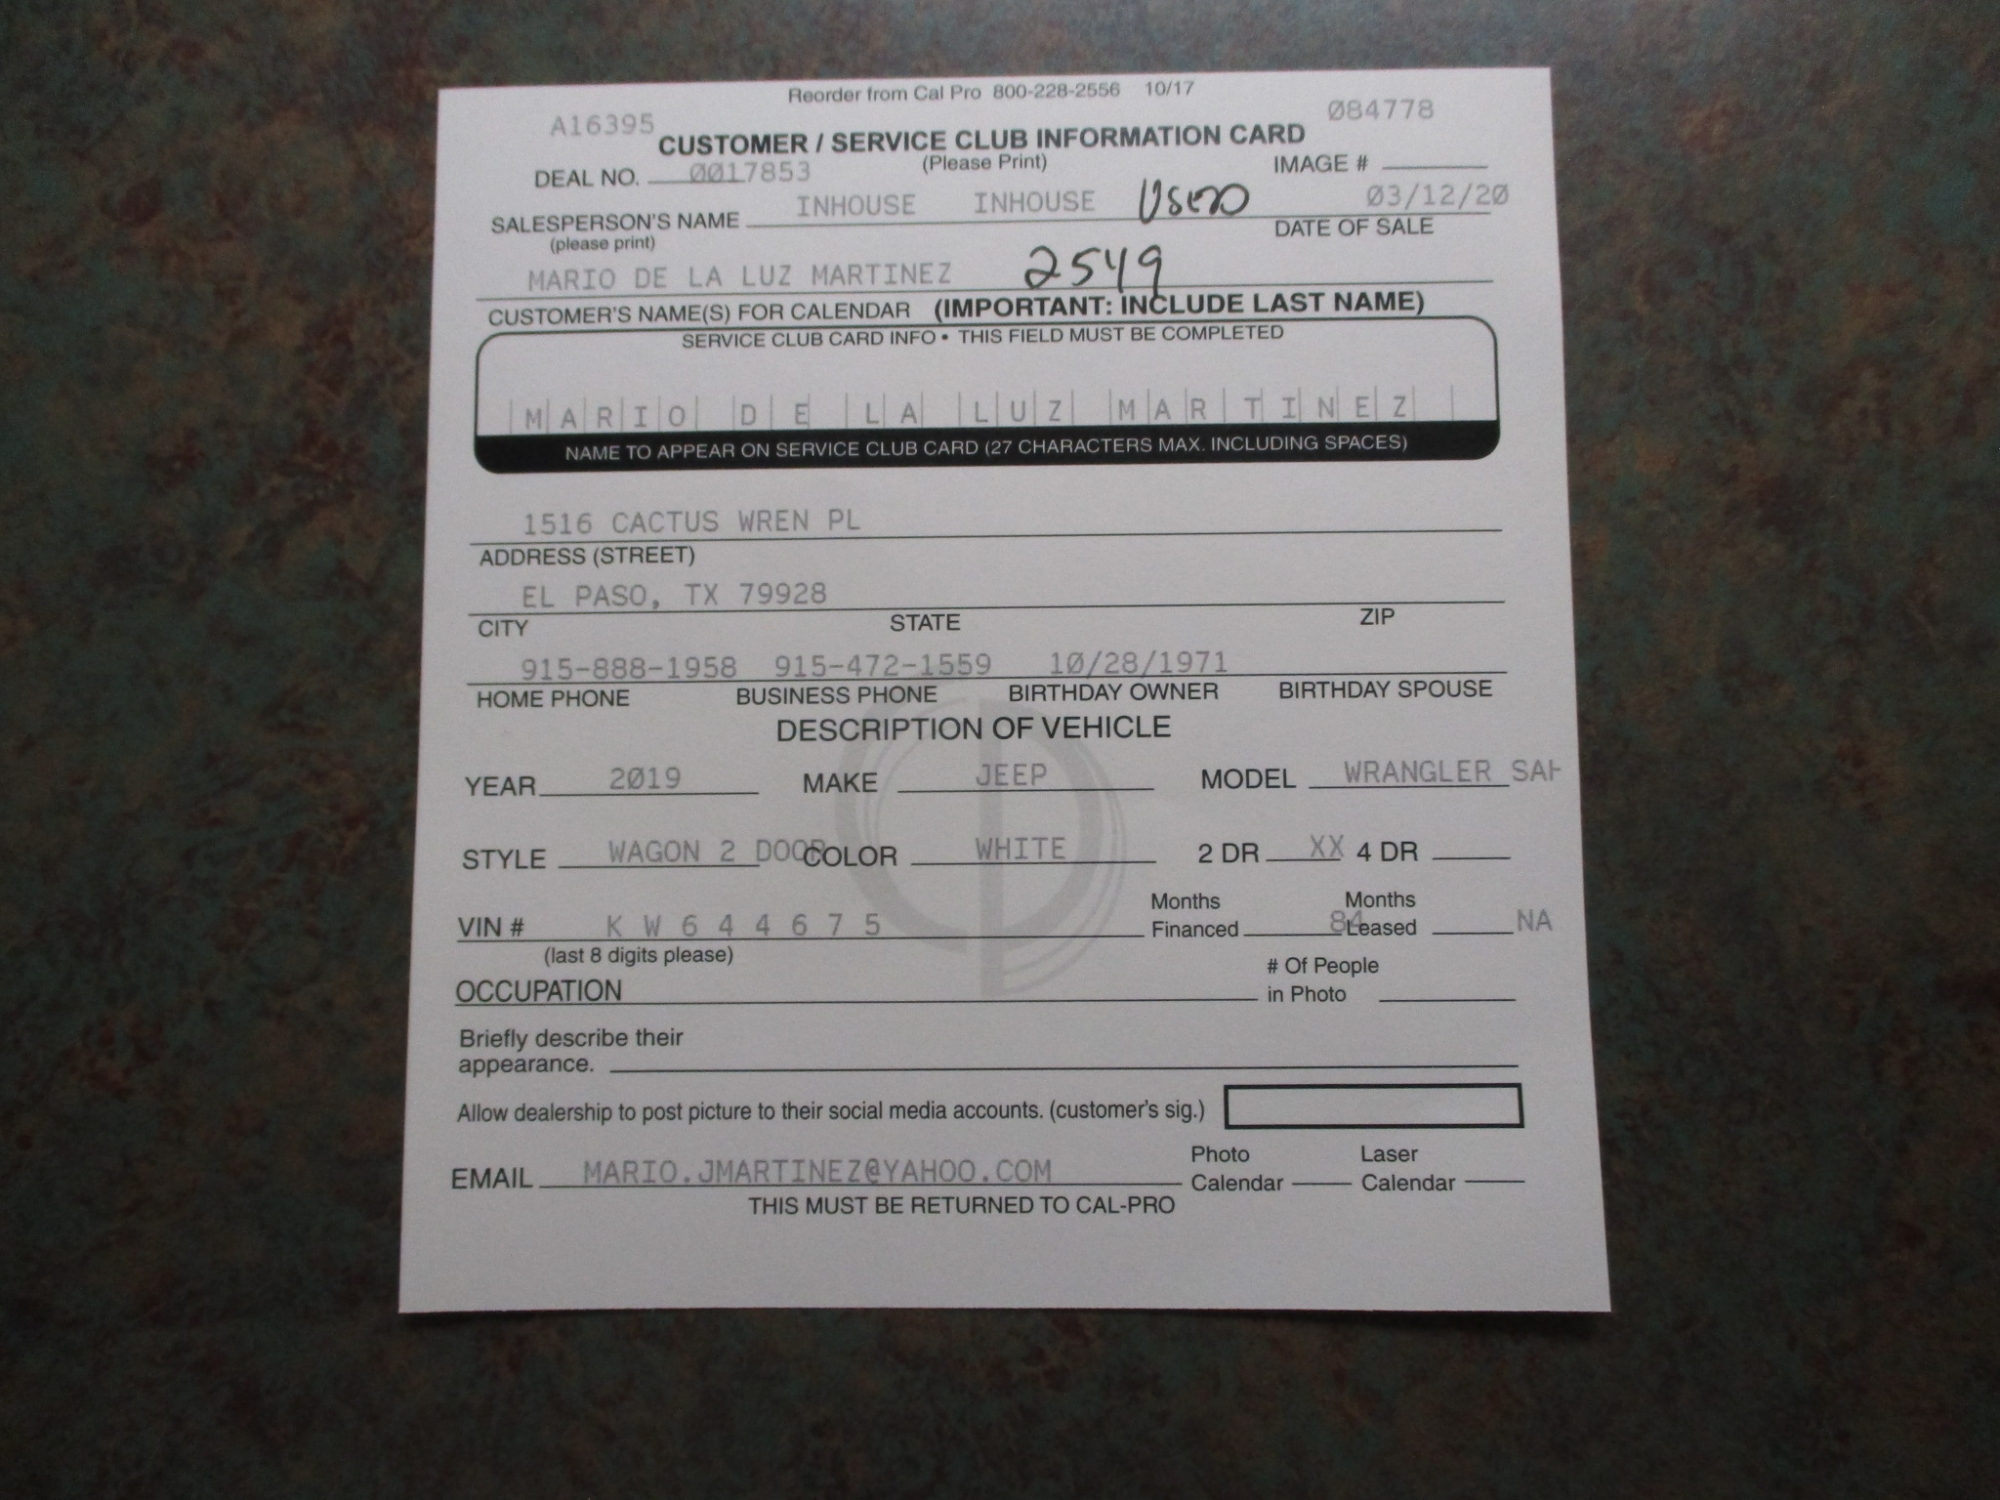 Reorder from Cal Pro 800-228-2556 10/17
A16395 Ø84778
CUSTOMER / SERVICE CLUB INFORMATION CARD
DEAL NO. ØØ17853 (Please Print) IMAGE #
SALESPERSON'S NAME INHOUSE INHOUSE USED Ø3/12/2Ø
(please print) DATE OF SALE
MARIO DE LA LUZ MARTINEZ 2549
CUSTOMER'S NAME(S) FOR CALENDAR (IMPORTANT: INCLUDE LAST NAME)
SERVICE CLUB CARD INFO • THIS FIELD MUST BE COMPLETED
MARIO DE LA LUZ MARTINEZ
NAME TO APPEAR ON SERVICE CLUB CARD (27 CHARACTERS MAX. INCLUDING SPACES)
1516 CACTUS WREN PL
ADDRESS (STREET)
EL PASO, TX 79928
CITY STATE ZIP
915-888-1958 915-472-1559 1Ø/28/1971
HOME PHONE BUSINESS PHONE BIRTHDAY OWNER BIRTHDAY SPOUSE
DESCRIPTION OF VEHICLE
YEAR 2Ø19 MAKE JEEP MODEL WRANGLER SAH
STYLE WAGON 2 DOOR COLOR WHITE 2 DR XX 4 DR
Months Months
VIN # K W 6 4 4 6 7 5 Financed 84 Leased NA
(last 8 digits please)
# Of People
OCCUPATION in Photo
Briefly describe their
appearance.
Allow dealership to post picture to their social media accounts. (customer's sig.)
Photo Laser
EMAIL MARIO.JMARTINEZ@YAHOO.COM Calendar Calendar
THIS MUST BE RETURNED TO CAL-PRO